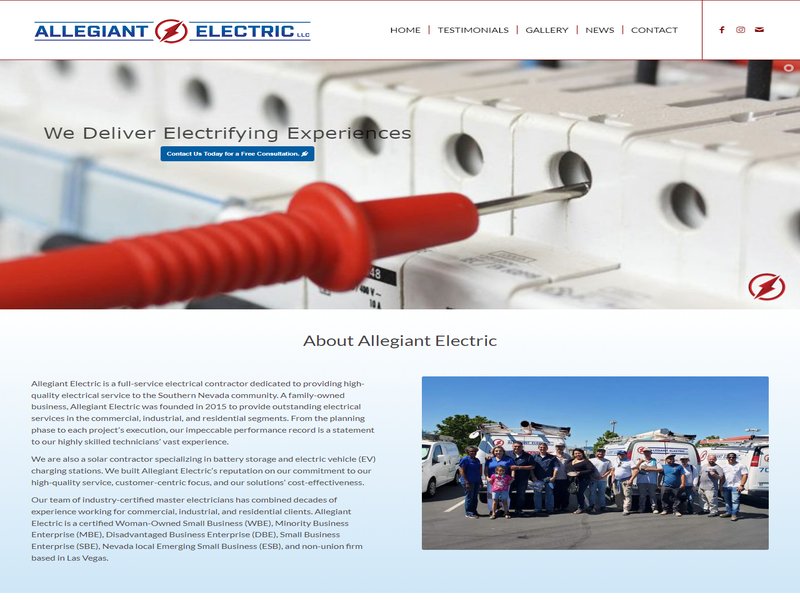 ALLEGIANT ELECTRIC LLC
HOME TESTIMONIALS GALLERY NEWS CONTACT
We Deliver Electrifying Experiences
Contact Us Today for a Free Consultation.
10 A
About Allegiant Electric
Allegiant Electric is a full-service electrical contractor dedicated to providing high-
quality electrical service to the Southern Nevada community. A family-owned
business, Allegiant Electric was founded in 2015 to provide outstanding electrical
services in the commercial, industrial, and residential segments. From the planning
phase to each project's execution, our impeccable performance record is a statement
to our highly skilled technicians' vast experience.
We are also a solar contractor specializing in battery storage and electric vehicle (EV)
charging stations. We built Allegiant Electric's reputation on our commitment to our
high-quality service, customer-centric focus, and our solutions' cost-effectiveness.
Our team of industry-certified master electricians has combined decades of
experience working for commercial, industrial, and residential clients. Allegiant
Electric is a certified Woman-Owned Small Business (WBE), Minority Business
Enterprise (MBE), Disadvantaged Business Enterprise (DBE), Small Business
Enterprise (SBE), Nevada local Emerging Small Business (ESB), and non-union firm
based in Las Vegas.
ALLEGIANT ELECTRIC